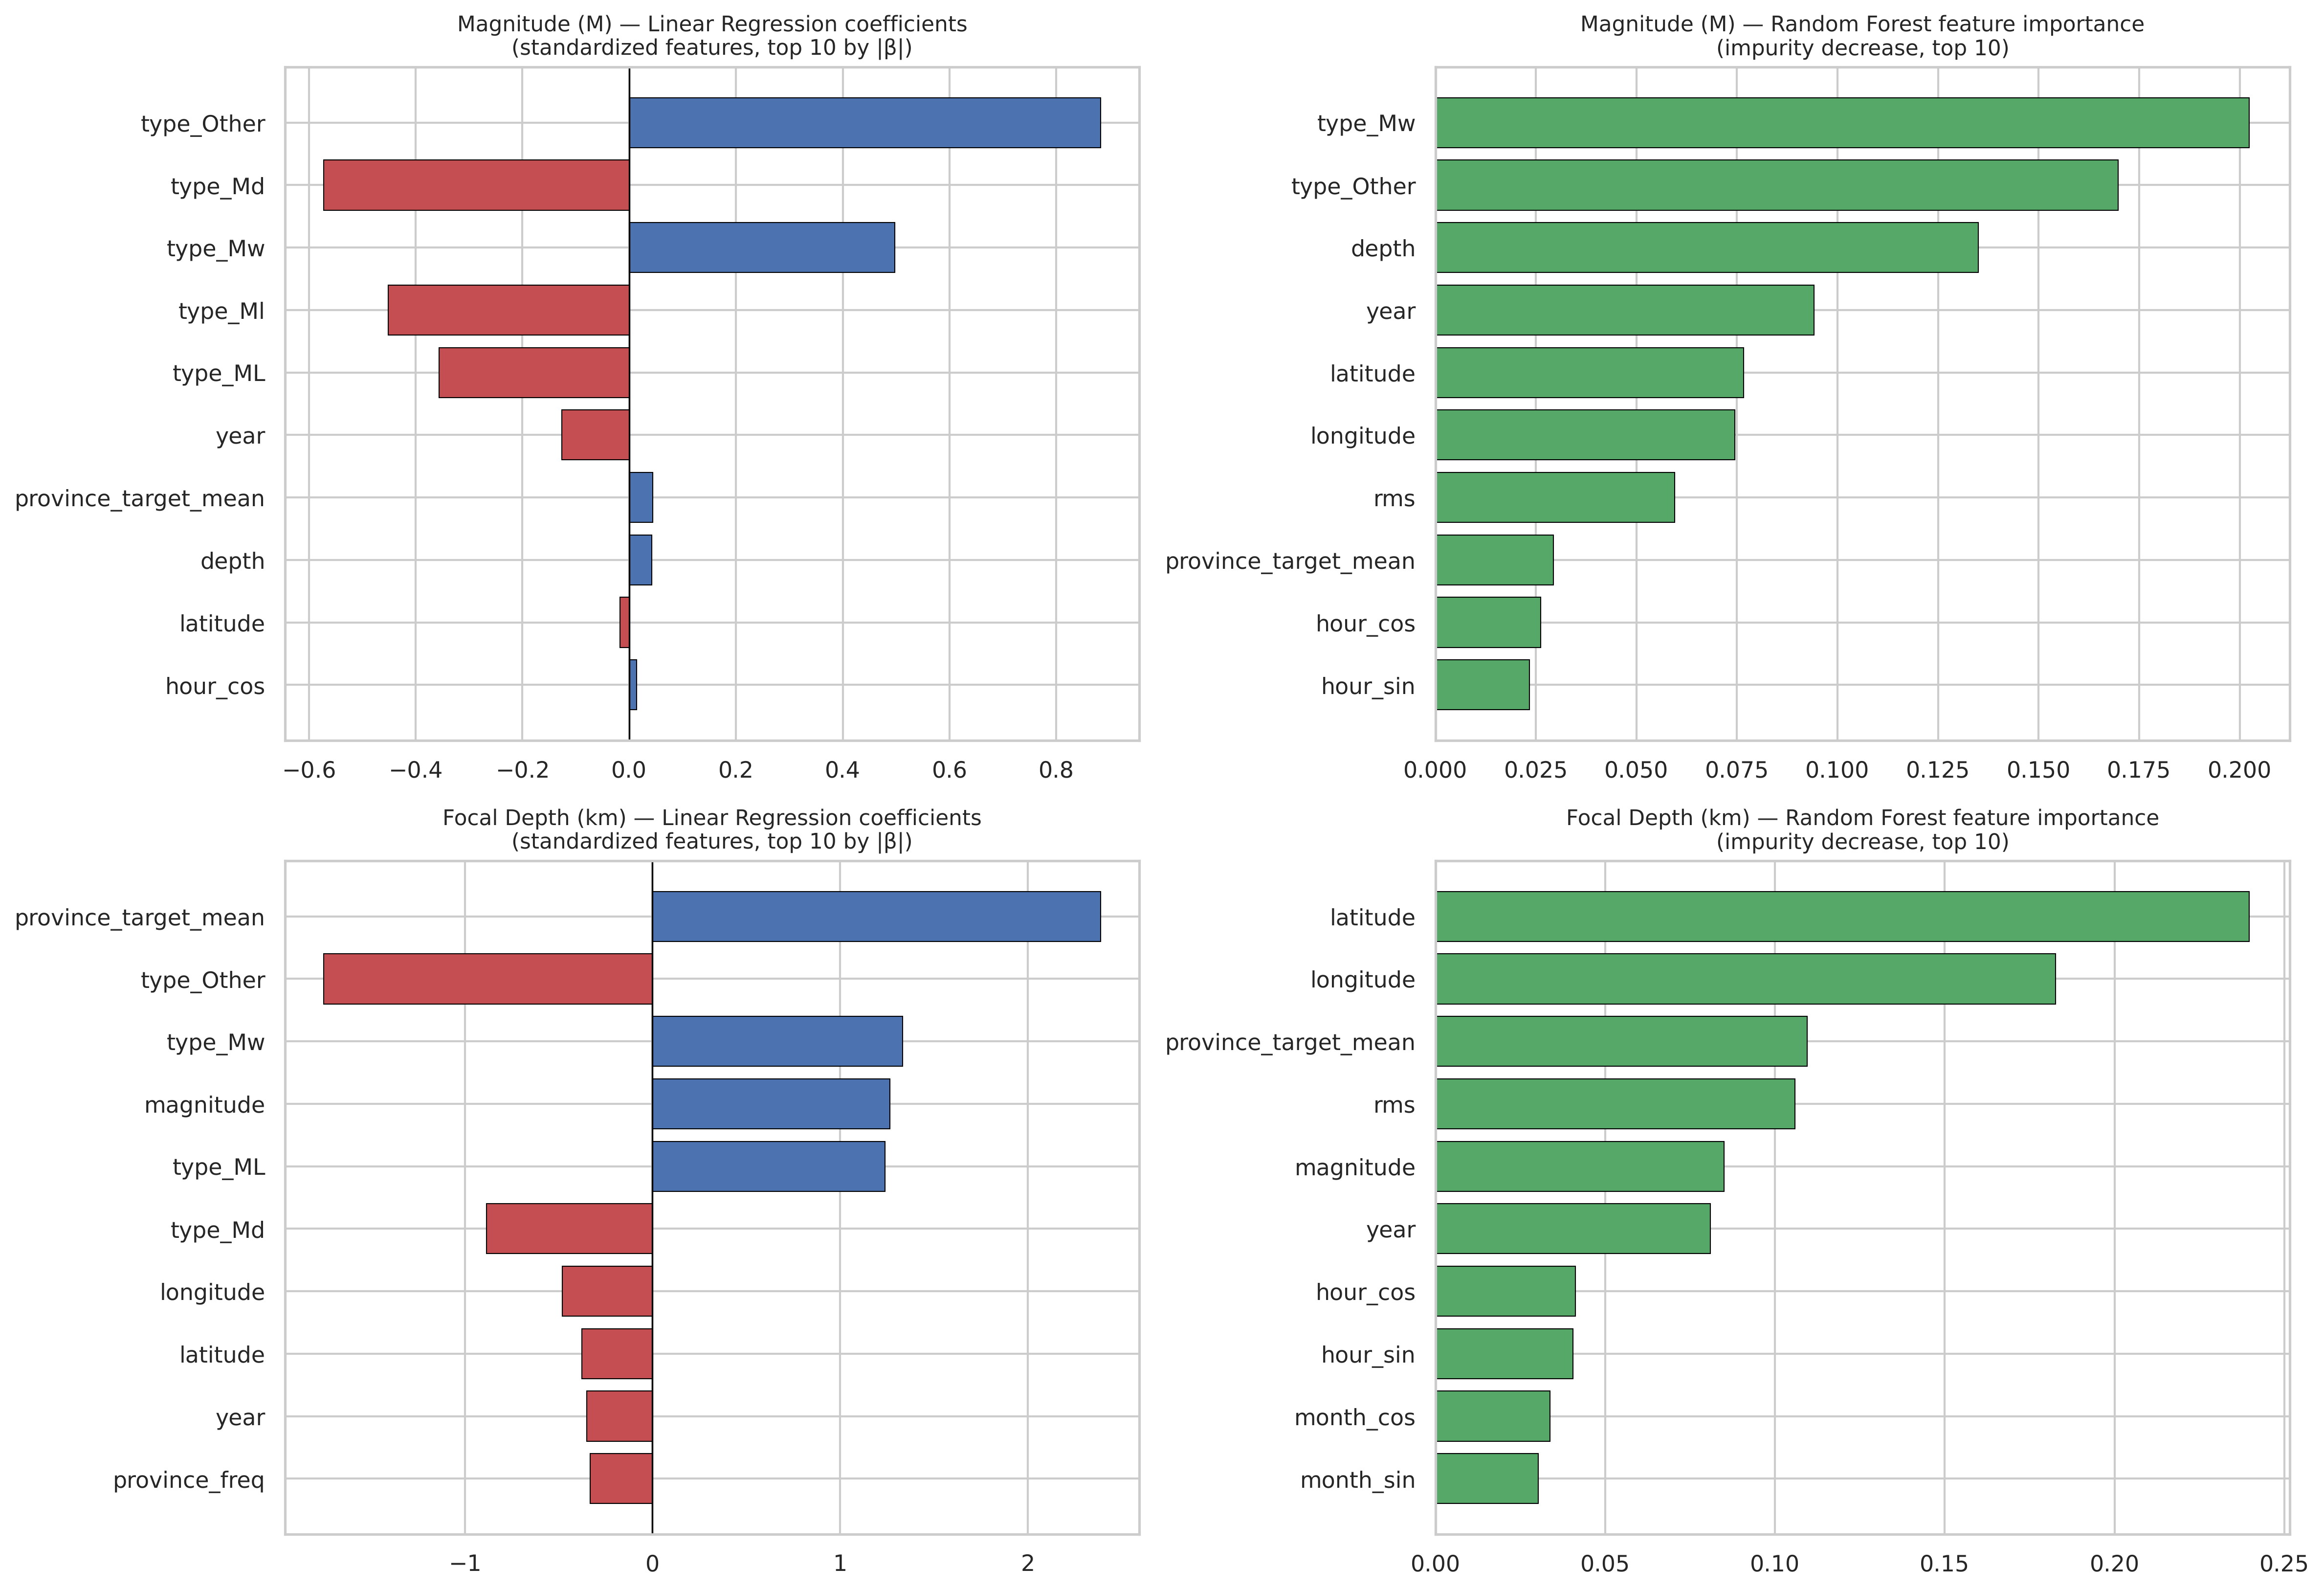 Magnitude (M) — Linear Regression coefficients
(standardized features, top 10 by |β|)
type_Other
type_Md
type_Mw
type_Ml
type_ML
year
province_target_mean
depth
latitude
hour_cos
−0.6 −0.4 −0.2 0.0 0.2 0.4 0.6 0.8
Magnitude (M) — Random Forest feature importance
(impurity decrease, top 10)
type_Mw
type_Other
depth
year
latitude
longitude
rms
province_target_mean
hour_cos
hour_sin
0.000 0.025 0.050 0.075 0.100 0.125 0.150 0.175 0.200
Focal Depth (km) — Linear Regression coefficients
(standardized features, top 10 by |β|)
province_target_mean
type_Other
type_Mw
magnitude
type_ML
type_Md
longitude
latitude
year
province_freq
−1 0 1 2
Focal Depth (km) — Random Forest feature importance
(impurity decrease, top 10)
latitude
longitude
province_target_mean
rms
magnitude
year
hour_cos
hour_sin
month_cos
month_sin
0.00 0.05 0.10 0.15 0.20 0.25